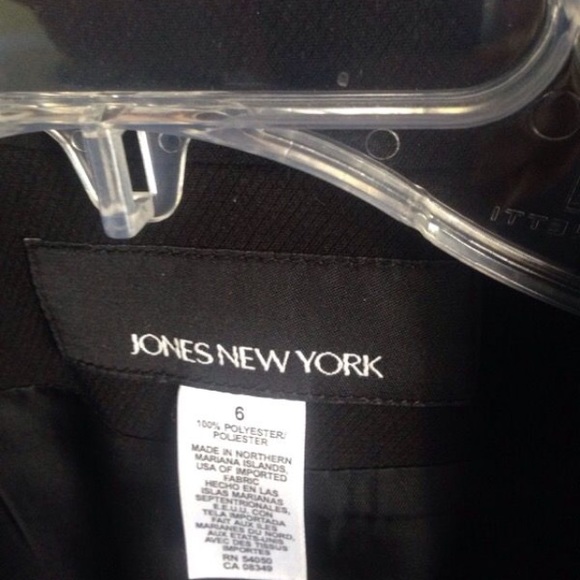 JONES NEW YORK
6
100% POLYESTER/
POLIESTER
MADE IN NORTHERN
MARIANA ISLANDS,
USA OF IMPORTED
FABRIC
HECHO EN LAS
ISLAS MARIANAS
SEPTENTRIONALES,
E.E.U.U. CON
TELA IMPORTADA
FAIT AUX ILES
MARIANES DU NORD,
AUX ETATS-UNIS
AVEC DES TISSUS
IMPORTES
RN 54050
CA 08349